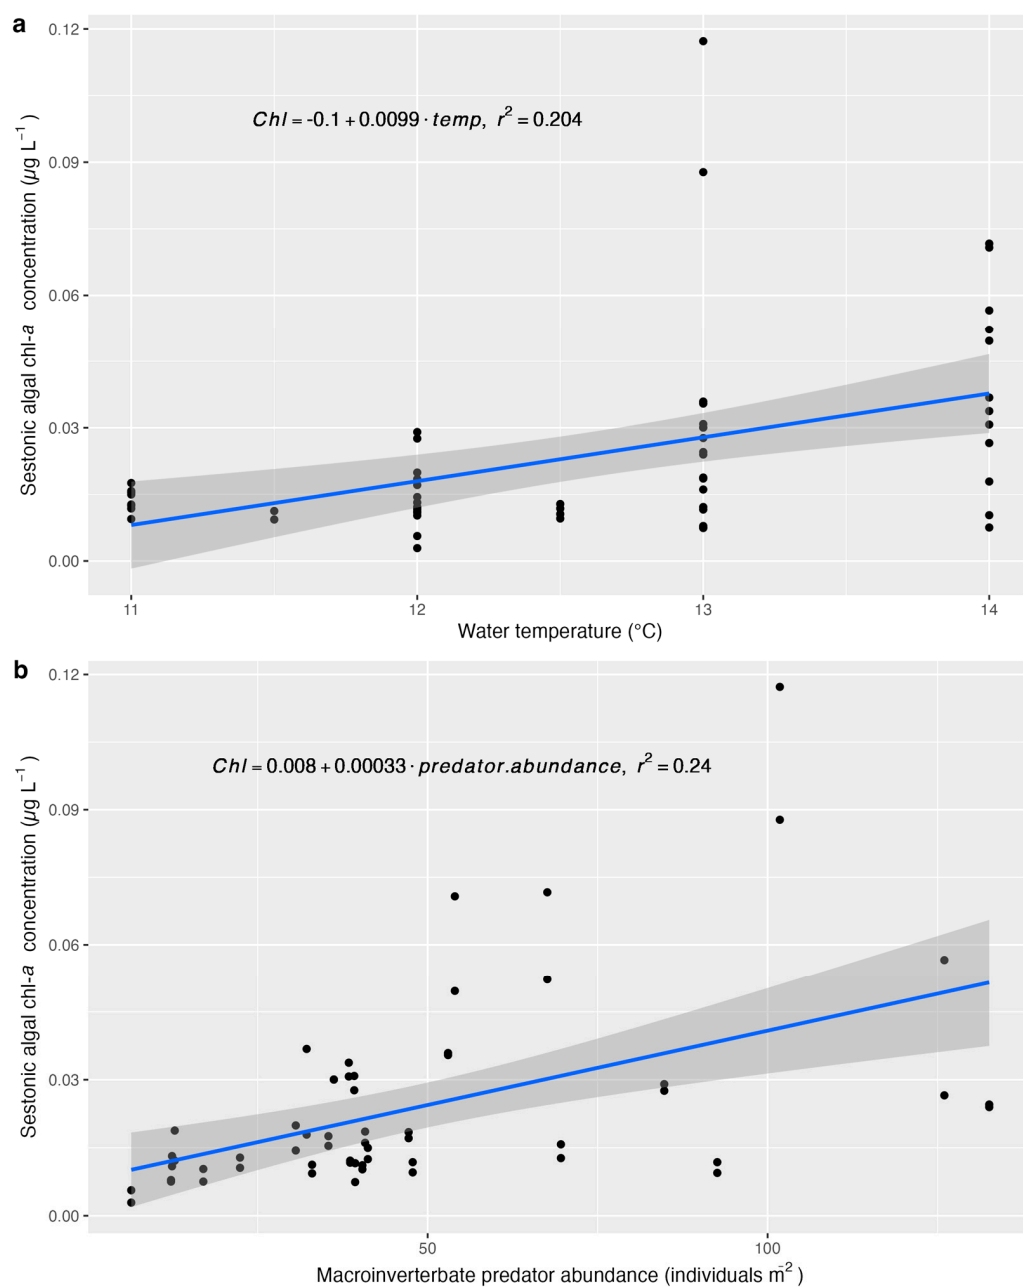 a
Chl = -0.1 + 0.0099 · temp, r² = 0.204
Sestonic algal chl-a concentration (µg L⁻¹)
0.12
0.09
0.06
0.03
0.00
11 12 13 14
Water temperature (°C)
b
Chl = 0.008 + 0.00033 · predator.abundance, r² = 0.24
Sestonic algal chl-a concentration (µg L⁻¹)
0.12
0.09
0.06
0.03
0.00
50 100
Macroinverterbate predator abundance (individuals m⁻²)